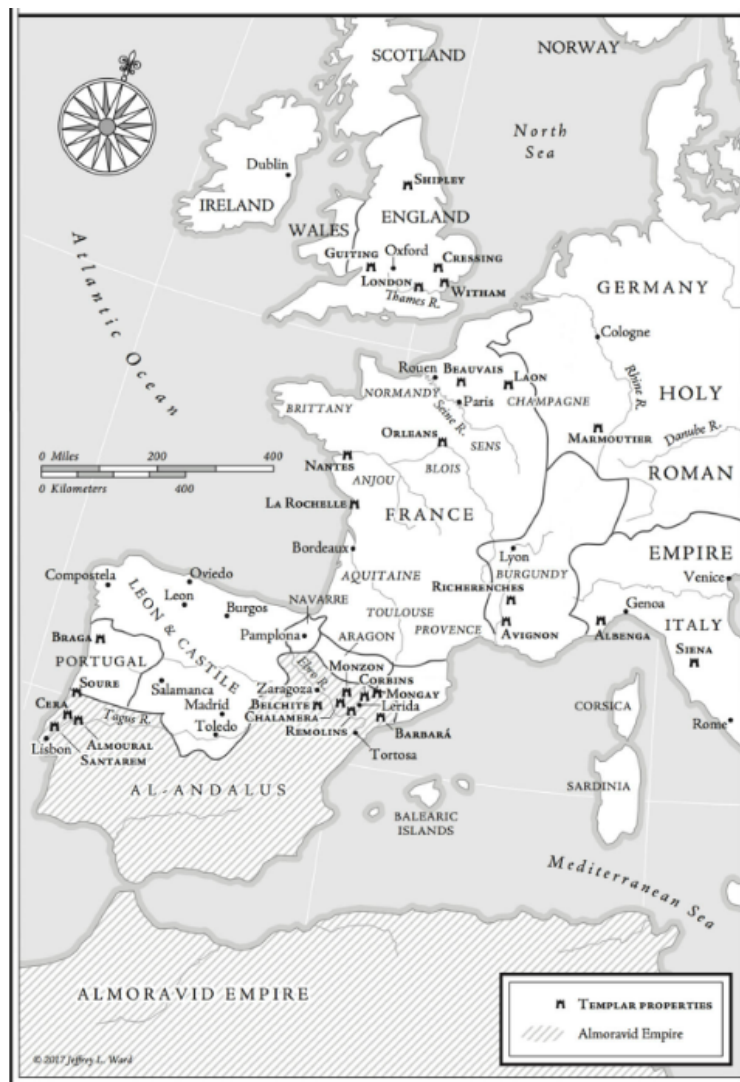 SCOTLAND
NORWAY
North
Sea
Dublin
SHIPLEY
IRELAND
ENGLAND
WALES
GUITING
Oxford
CRESSING
LONDON
WITHAM
Thames R.
Atlantic Ocean
GERMANY
Cologne
Rouen
BEAUVAIS
LAON
Rhine R.
HOLY
NORMANDY
Paris
CHAMPAGNE
BRITTANY
Seine R.
ORLEANS
SENS
MARMOUTIER
Danube R.
0 Miles 200 400
0 Kilometers 400
NANTES
BLOIS
ANJOU
ROMAN
LA ROCHELLE
FRANCE
Bordeaux
Lyon
EMPIRE
Compostela
Oviedo
AQUITAINE
BURGUNDY
Venice
Leon
LEON & CASTILE
Burgos
NAVARRE
RICHERENCHES
Genoa
TOULOUSE
BRAGA
Pamplona
ARAGON
PROVENCE
AVIGNON
ALBENGA
ITALY
SIENA
PORTUGAL
Ebro R.
MONZON
CORBINS
SOURE
Salamanca
Zaragoza
MONGAY
CERA
Madrid
BELCHITE
Lerida
CORSICA
Tagus R.
Toledo
CHALAMERA
Rome
Lisbon
ALMOURAL
REMOLINS
BARBARÁ
SANTAREM
Tortosa
AL-ANDALUS
SARDINIA
BALEARIC
ISLANDS
Mediterranean Sea
ALMORAVID EMPIRE
TEMPLAR PROPERTIES
Almoravid Empire
© 2017 Jeffrey L. Ward